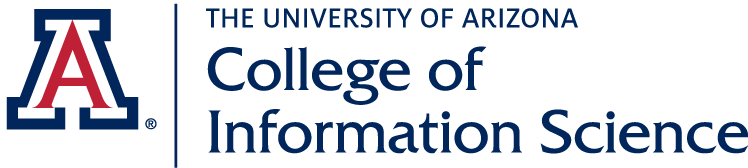 A®
THE UNIVERSITY OF ARIZONA
College of
Information Science